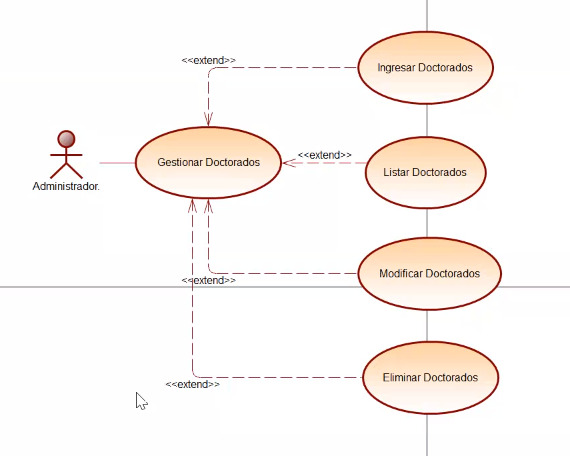 <<extend>>
Ingresar Doctorados
Gestionar Doctorados
<<extend>>
Listar Doctorados
Administrador.
<<extend>>
Modificar Doctorados
<<extend>>
Eliminar Doctorados